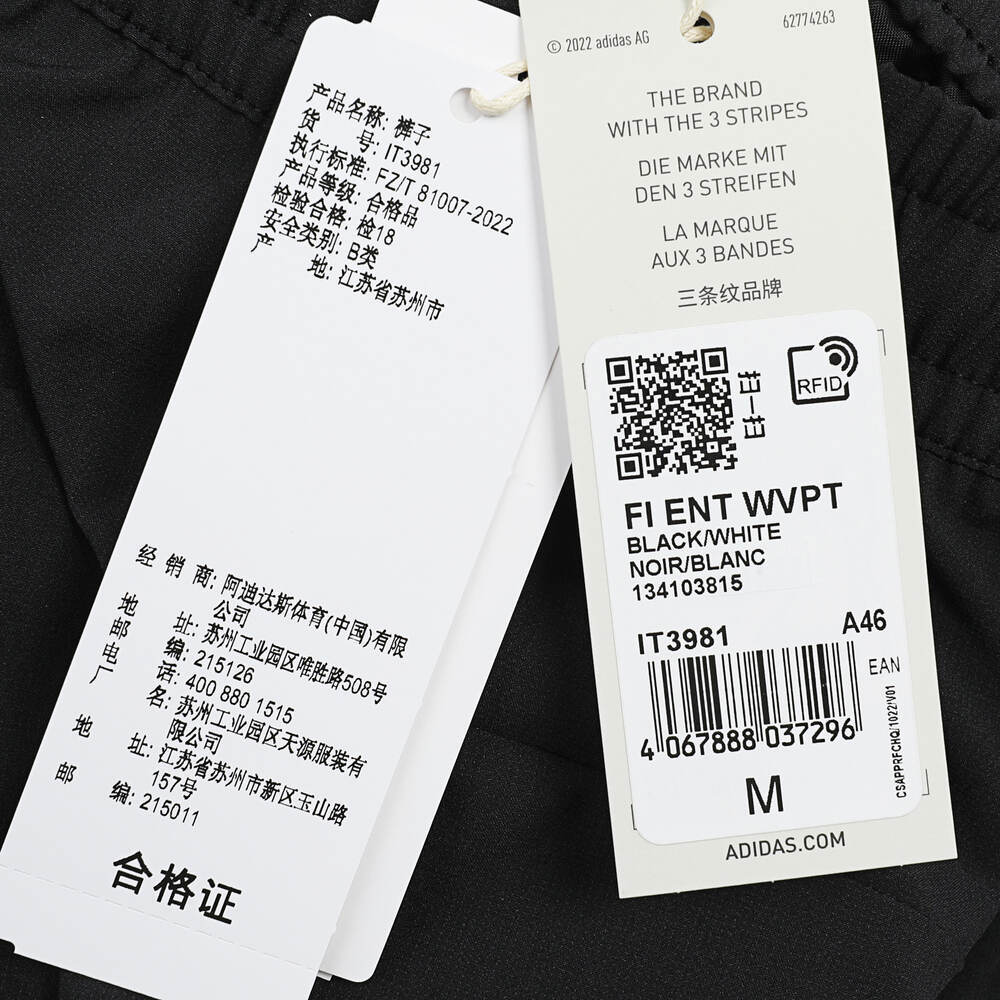 产品名称: 裤子
货 号: IT3981
执行标准: FZ/T 81007-2022
产品等级: 合格品
检验合格: 检18
安全类别: B类
产 地: 江苏省苏州市
经 销 商: 阿迪达斯体育(中国)有限
公司
地 址: 苏州工业园区唯胜路508号
邮 编: 215126
电 话: 400 880 1515
厂 名: 苏州工业园区天源服装有
限公司
地 址: 江苏省苏州市新区玉山路
157号
邮 编: 215011
合格证
62774263
© 2022 adidas AG
THE BRAND
WITH THE 3 STRIPES
DIE MARKE MIT
DEN 3 STREIFEN
LA MARQUE
AUX 3 BANDES
三条纹品牌
RFID
扫一扫
FI ENT WVPT
BLACK/WHITE
NOIR/BLANC
134103815
IT3981 A46
EAN
4 067888 037296
CSAPPRFCHQ/1022/V01
M
ADIDAS.COM